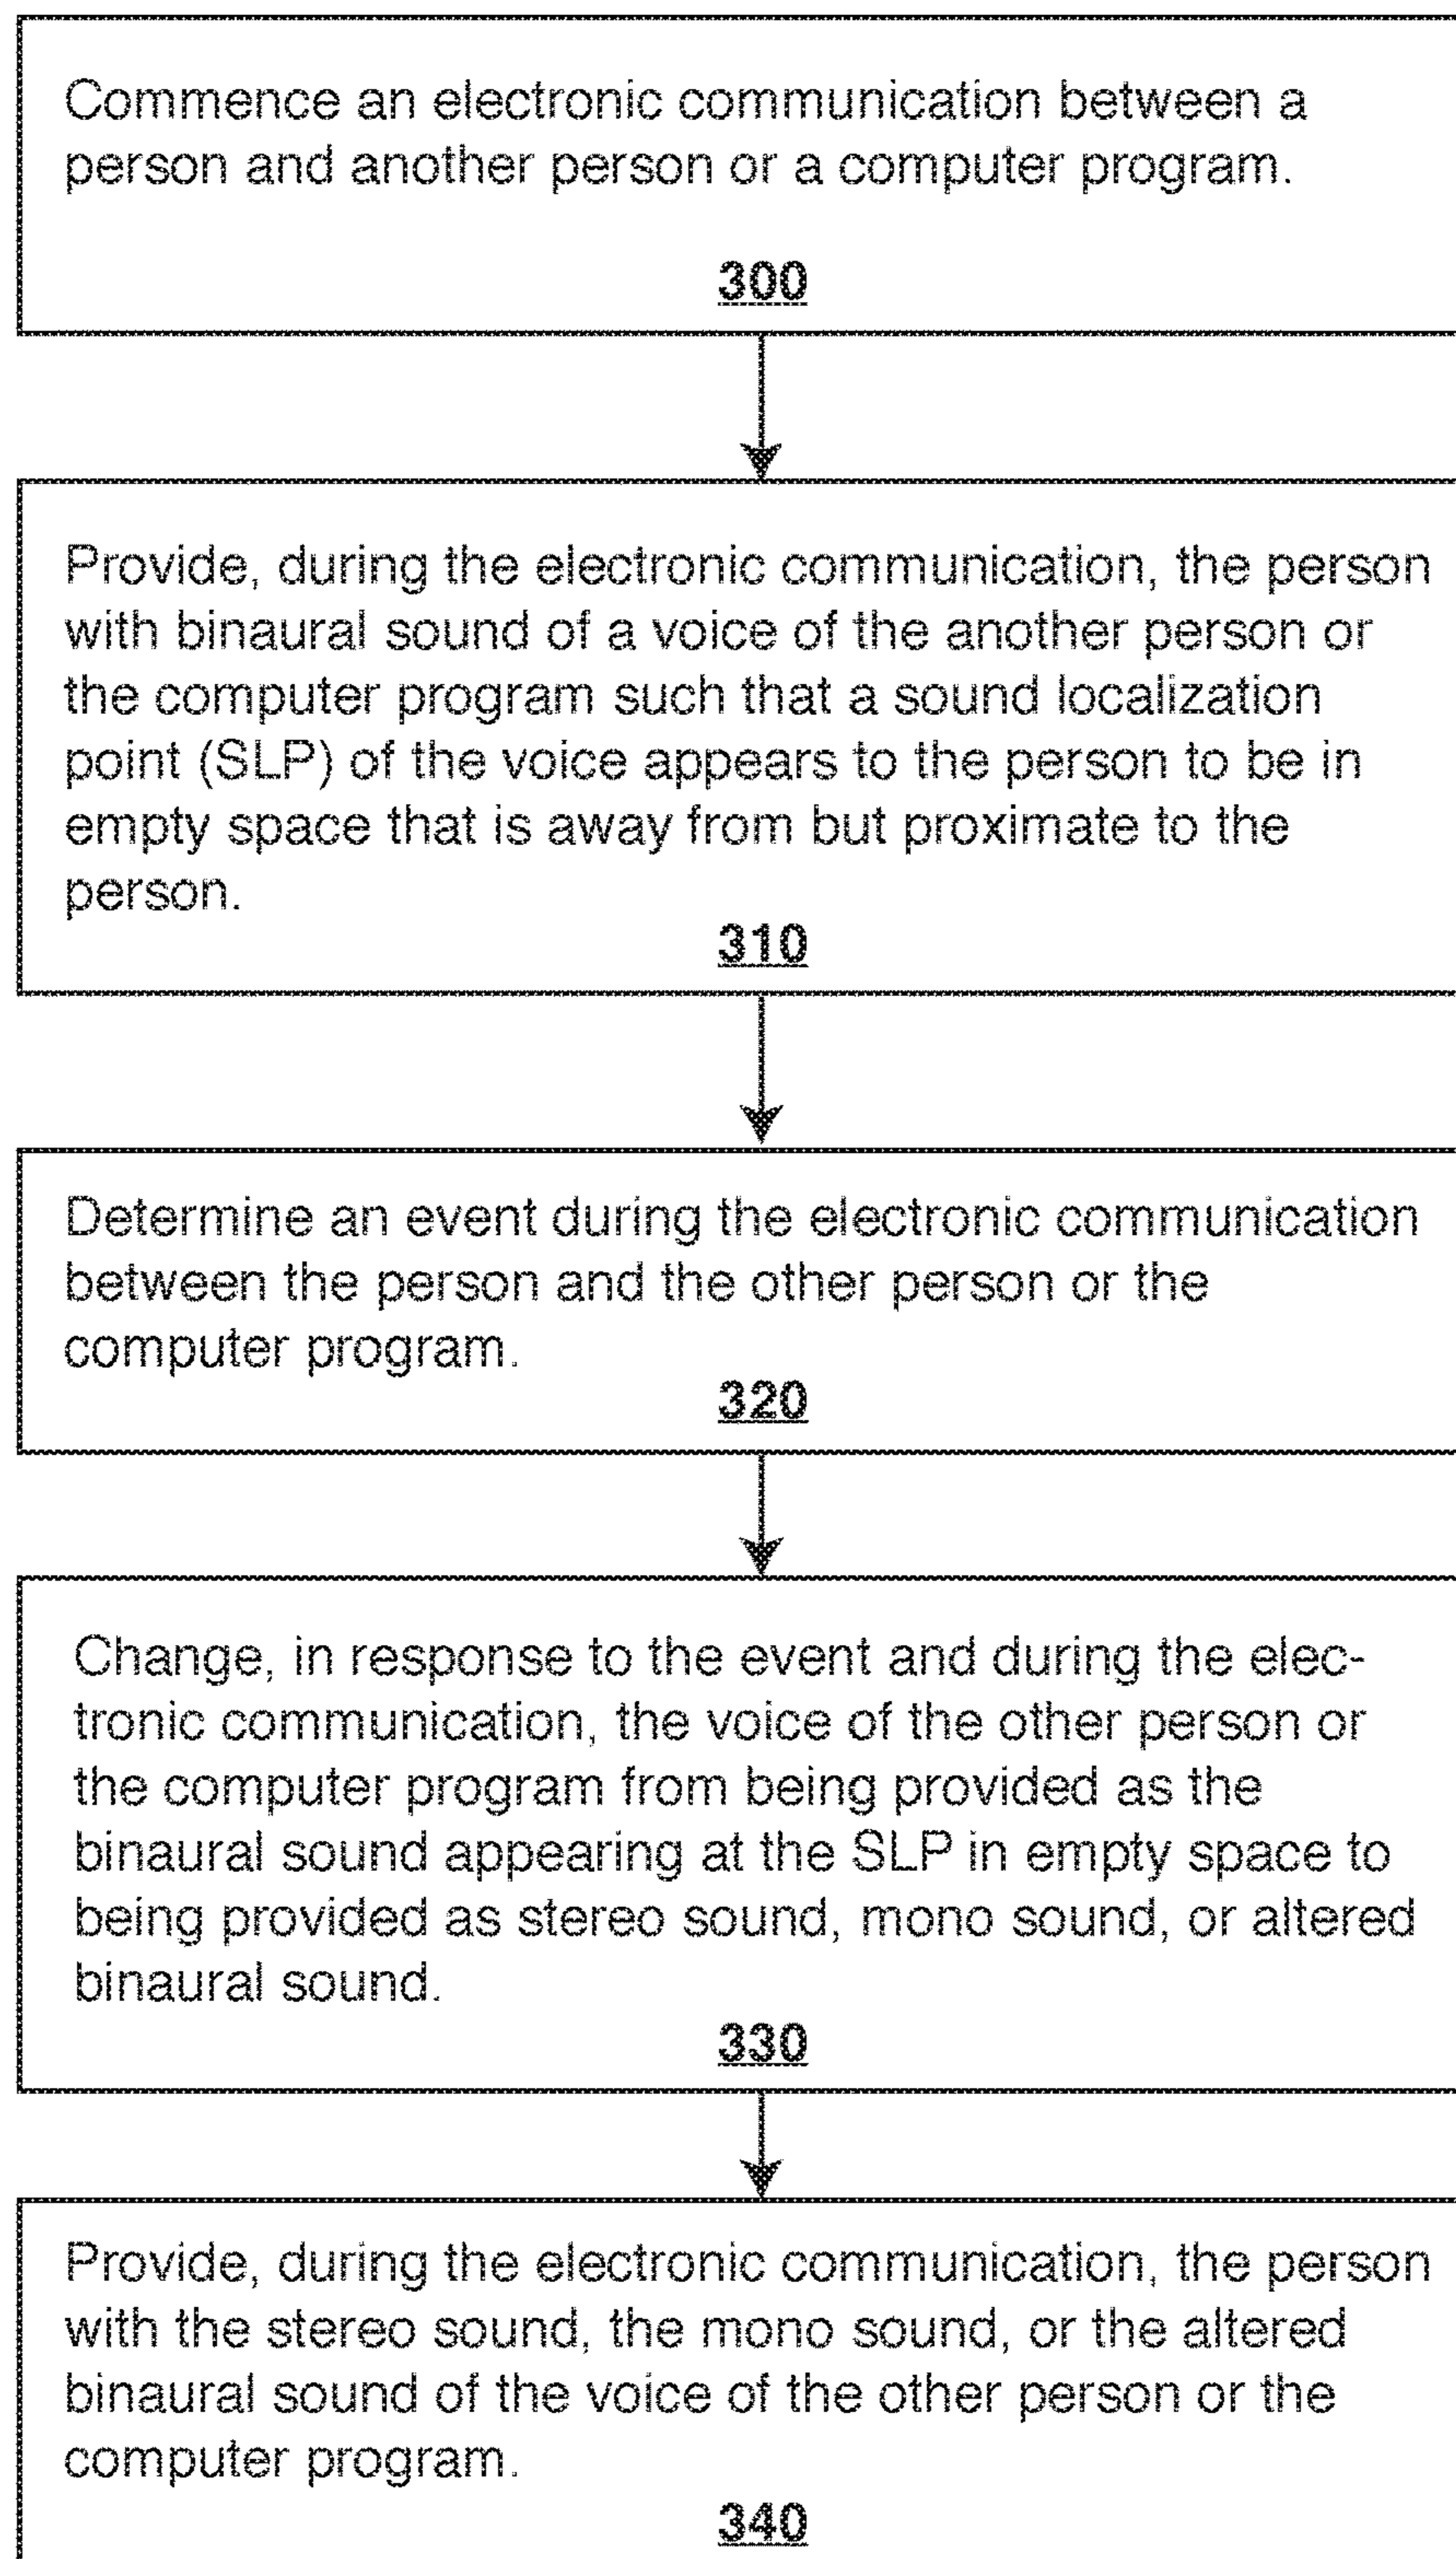 Commence an electronic communication between a
person and another person or a computer program.
300
Provide, during the electronic communication, the person
with binaural sound of a voice of the another person or
the computer program such that a sound localization
point (SLP) of the voice appears to the person to be in
empty space that is away from but proximate to the
person.
310
Determine an event during the electronic communication
between the person and the other person or the
computer program.
320
Change, in response to the event and during the elec-
tronic communication, the voice of the other person or
the computer program from being provided as the
binaural sound appearing at the SLP in empty space to
being provided as stereo sound, mono sound, or altered
binaural sound.
330
Provide, during the electronic communication, the person
with the stereo sound, the mono sound, or the altered
binaural sound of the voice of the other person or the
computer program.
340